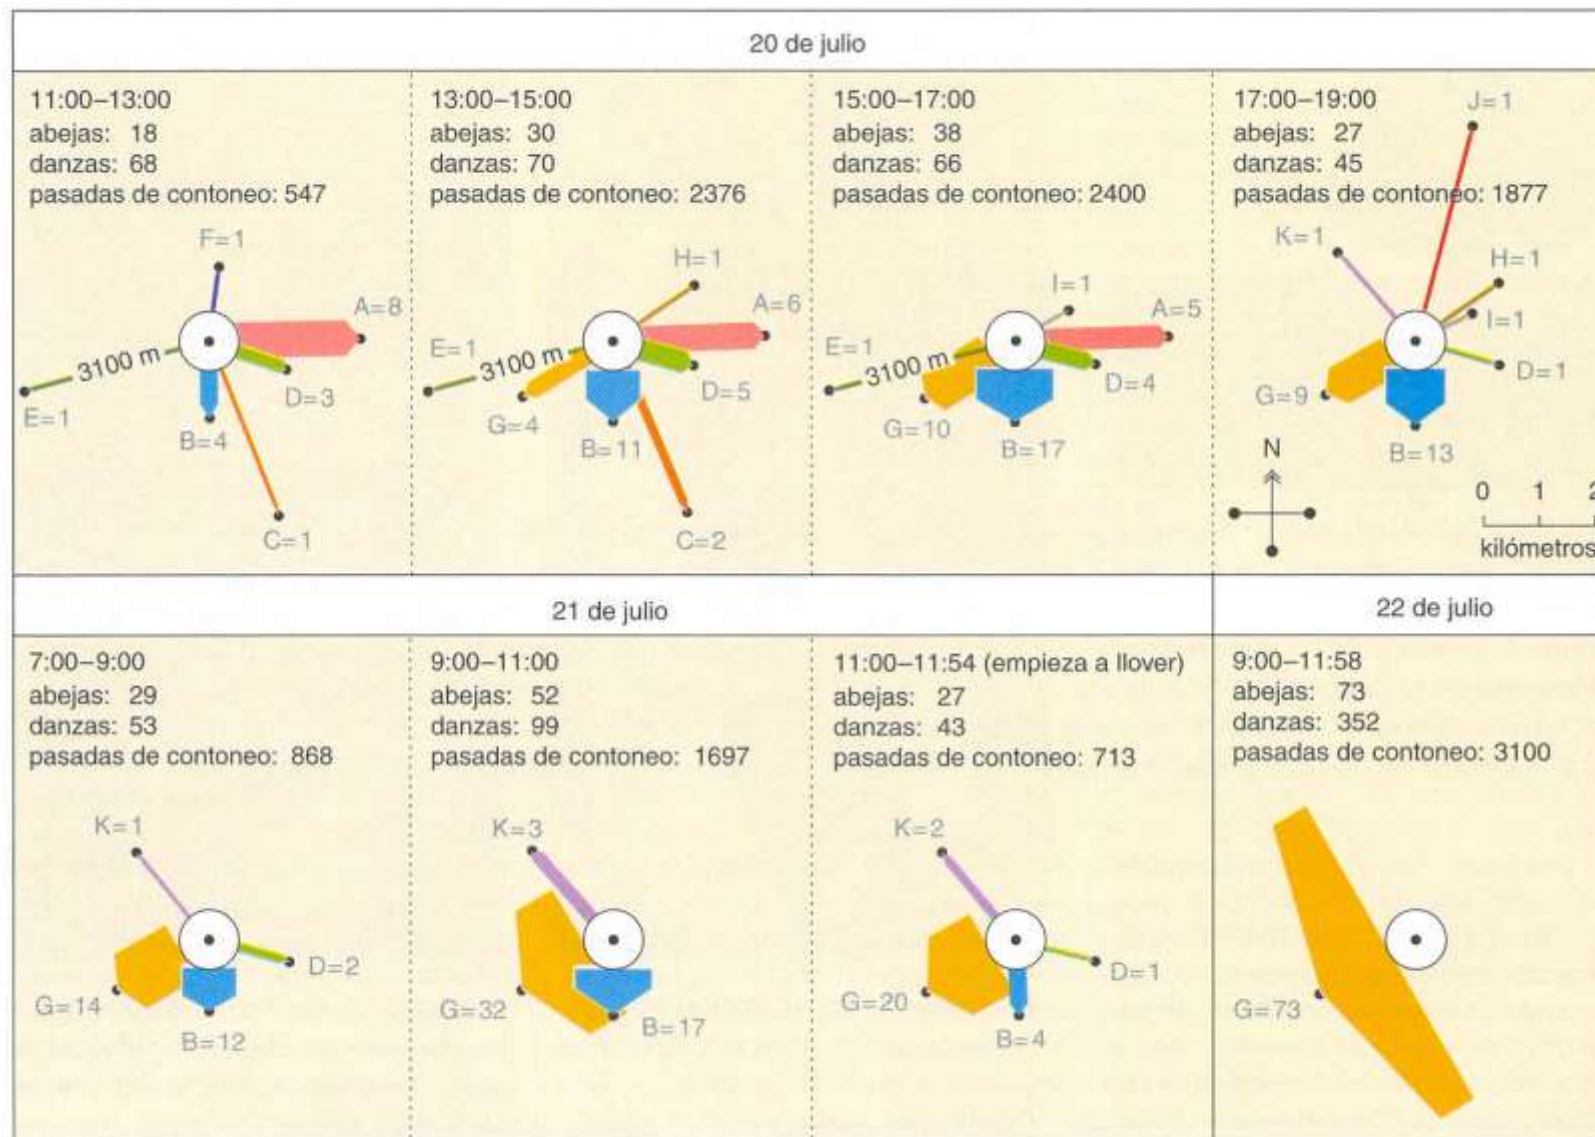 20 de julio
11:00–13:00
abejas: 18
danzas: 68
pasadas de contoneo: 547
F=1
A=8
3100 m
E=1
D=3
B=4
C=1
13:00–15:00
abejas: 30
danzas: 70
pasadas de contoneo: 2376
H=1
A=6
E=1
3100 m
G=4
D=5
B=11
C=2
15:00–17:00
abejas: 38
danzas: 66
pasadas de contoneo: 2400
I=1
A=5
E=1
3100 m
D=4
G=10
B=17
17:00–19:00
abejas: 27
danzas: 45
pasadas de contoneo: 1877
J=1
K=1
H=1
I=1
D=1
G=9
B=13
N
0 1 2
kilómetros
21 de julio
7:00–9:00
abejas: 29
danzas: 53
pasadas de contoneo: 868
K=1
D=2
G=14
B=12
9:00–11:00
abejas: 52
danzas: 99
pasadas de contoneo: 1697
K=3
G=32
B=17
11:00–11:54 (empieza a llover)
abejas: 27
danzas: 43
pasadas de contoneo: 713
K=2
D=1
G=20
B=4
22 de julio
9:00–11:58
abejas: 73
danzas: 352
pasadas de contoneo: 3100
G=73